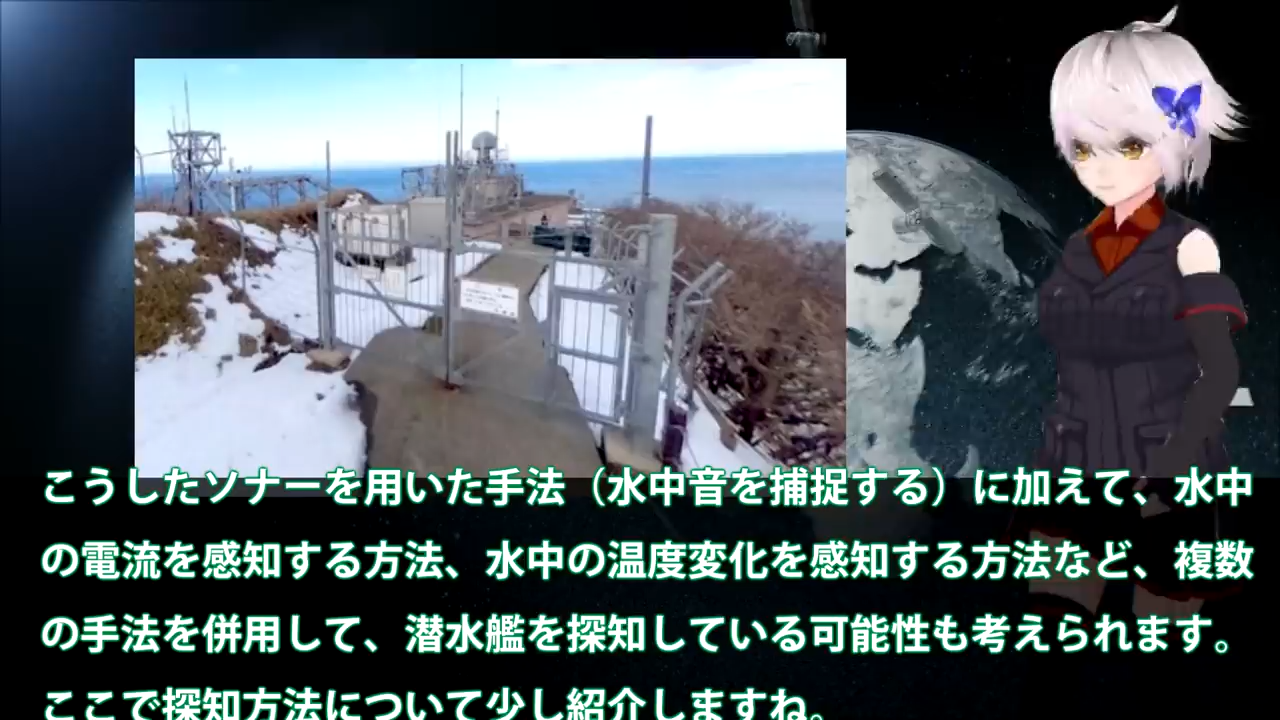 こうしたソナーを用いた手法（水中音を捕捉する）に加えて、水中
の電流を感知する方法、水中の温度変化を感知する方法など、複数
の手法を併用して、潜水艦を探知している可能性も考えられます。
ここで探知方法について少し紹介しますね。